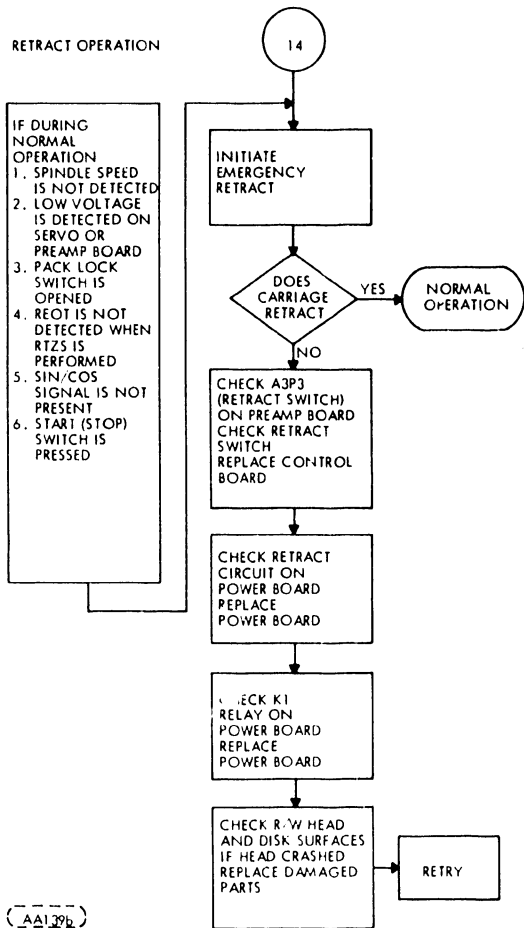 RETRACT OPERATION
14
IF DURING
NORMAL
OPERATION
1. SPINDLE SPEED
IS NOT DETECTED
2. LOW VOLTAGE
IS DETECTED ON
SERVO OR
PREAMP BOARD
3. PACK LOCK
SWITCH IS
OPENED
4. REOT IS NOT
DETECTED WHEN
RTZS IS
PERFORMED
5. SIN/COS
SIGNAL IS NOT
PRESENT
6. START (STOP)
SWITCH IS
PRESSED
INITIATE
EMERGENCY
RETRACT
DOES
CARRIAGE
RETRACT
YES
NORMAL
OPERATION
NO
CHECK A3P3
(RETRACT SWITCH)
ON PREAMP BOARD
CHECK RETRACT
SWITCH
REPLACE CONTROL
BOARD
CHECK RETRACT
CIRCUIT ON
POWER BOARD
REPLACE
POWER BOARD
CHECK K1
RELAY ON
POWER BOARD
REPLACE
POWER BOARD
CHECK R/W HEAD
AND DISK SURFACES
IF HEAD CRASHED
REPLACE DAMAGED
PARTS
RETRY
AA139b